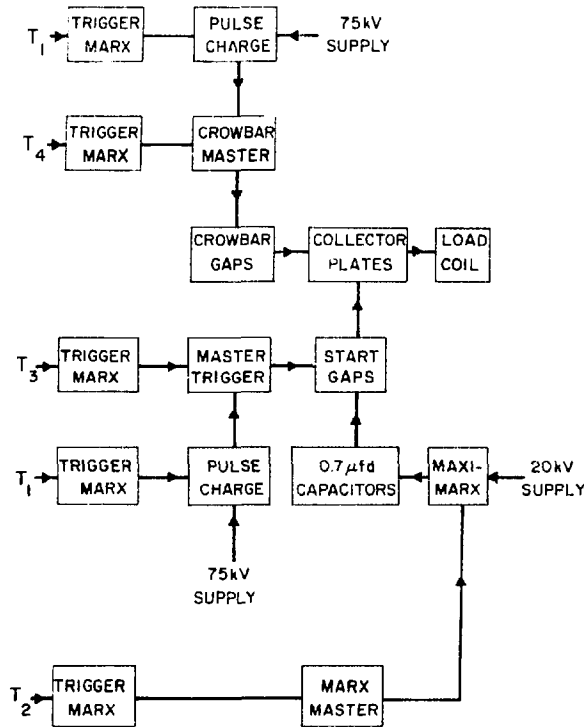 T1
TRIGGER
MARX
PULSE
CHARGE
75kV
SUPPLY
T4
TRIGGER
MARX
CROWBAR
MASTER
CROWBAR
GAPS
COLLECTOR
PLATES
LOAD
COIL
T3
TRIGGER
MARX
MASTER
TRIGGER
START
GAPS
T1
TRIGGER
MARX
PULSE
CHARGE
0.7µfd
CAPACITORS
MAXI-
MARX
20kV
SUPPLY
75kV
SUPPLY
T2
TRIGGER
MARX
MARX
MASTER